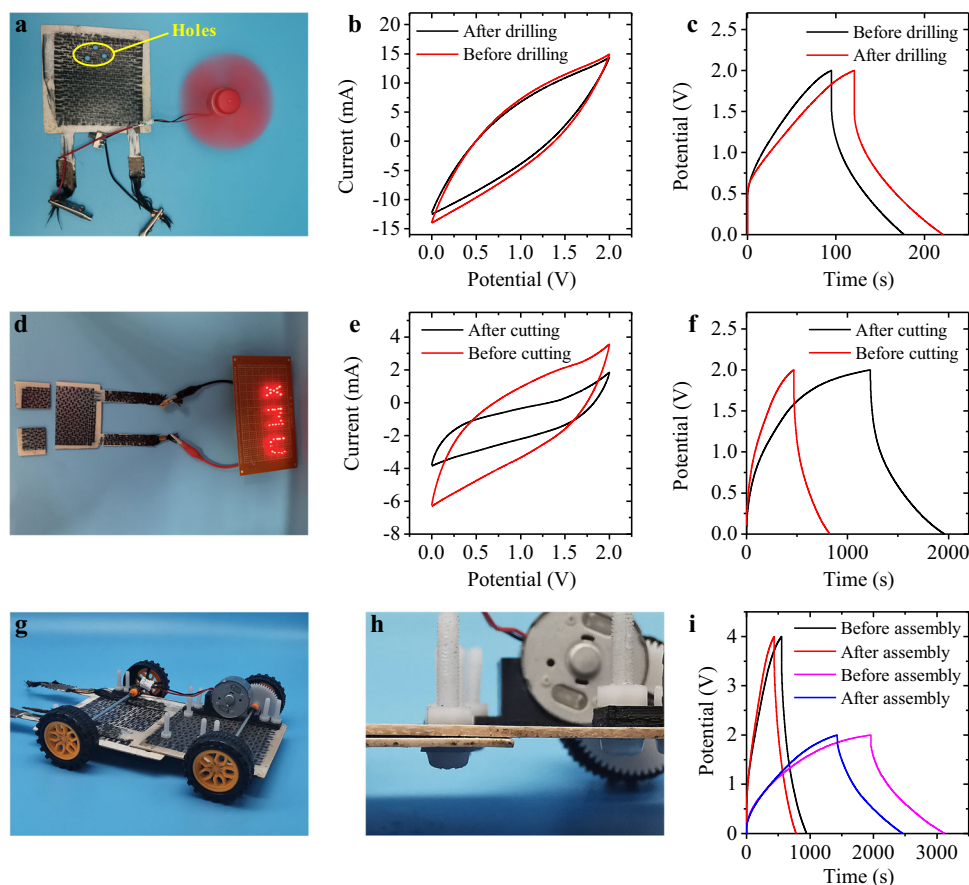 a
Holes
b
After drilling
Before drilling
Current (mA)
20
15
10
5
0
-5
-10
-15
0.0 0.5 1.0 1.5 2.0
Potential (V)
c
Before drilling
After drilling
Potential (V)
2.5
2.0
1.5
1.0
0.5
0.0
0 100 200
Time (s)
d
XMU
e
After cutting
Before cutting
Current (mA)
4
2
0
-2
-4
-6
-8
0.0 0.5 1.0 1.5 2.0
Potential (V)
f
After cutting
Before cutting
Potential (V)
2.5
2.0
1.5
1.0
0.5
0.0
0 1000 2000
Time (s)
g
h
i
Before assembly
After assembly
Before assembly
After assembly
Potential (V)
4
3
2
1
0
0 1000 2000 3000
Time (s)